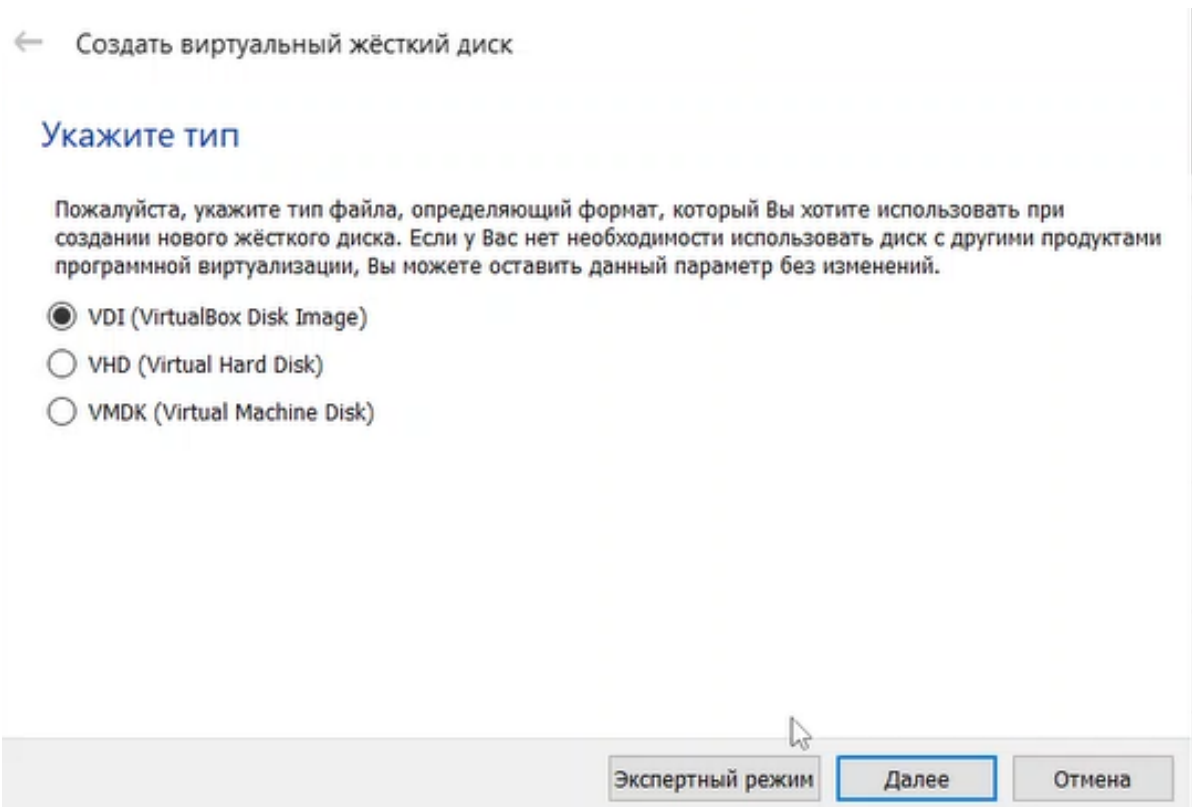 Создать виртуальный жёсткий диск
Укажите тип
Пожалуйста, укажите тип файла, определяющий формат, который Вы хотите использовать при
создании нового жёсткого диска. Если у Вас нет необходимости использовать диск с другими продуктами
программной виртуализации, Вы можете оставить данный параметр без изменений.
VDI (VirtualBox Disk Image)
VHD (Virtual Hard Disk)
VMDK (Virtual Machine Disk)
Экспертный режим Далее Отмена